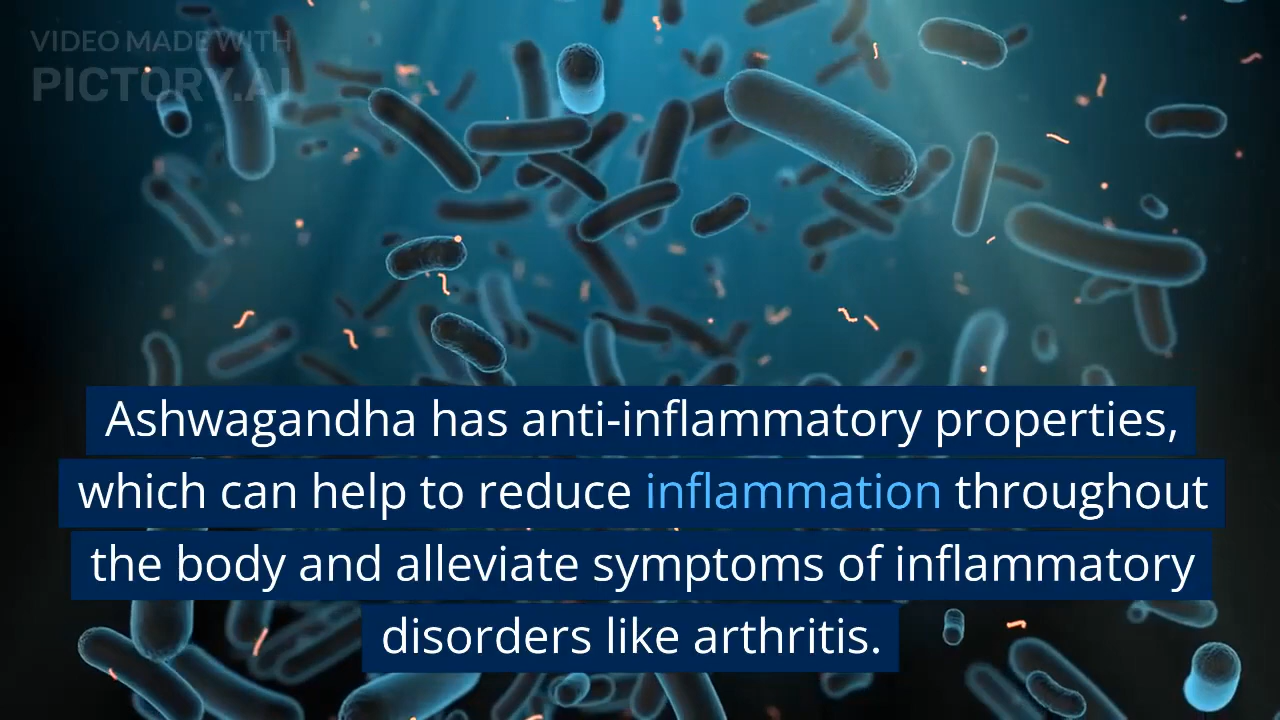 VIDEO MADE WITH
PICTORY.AI
Ashwagandha has anti-inflammatory properties,
which can help to reduce inflammation throughout
the body and alleviate symptoms of inflammatory
disorders like arthritis.